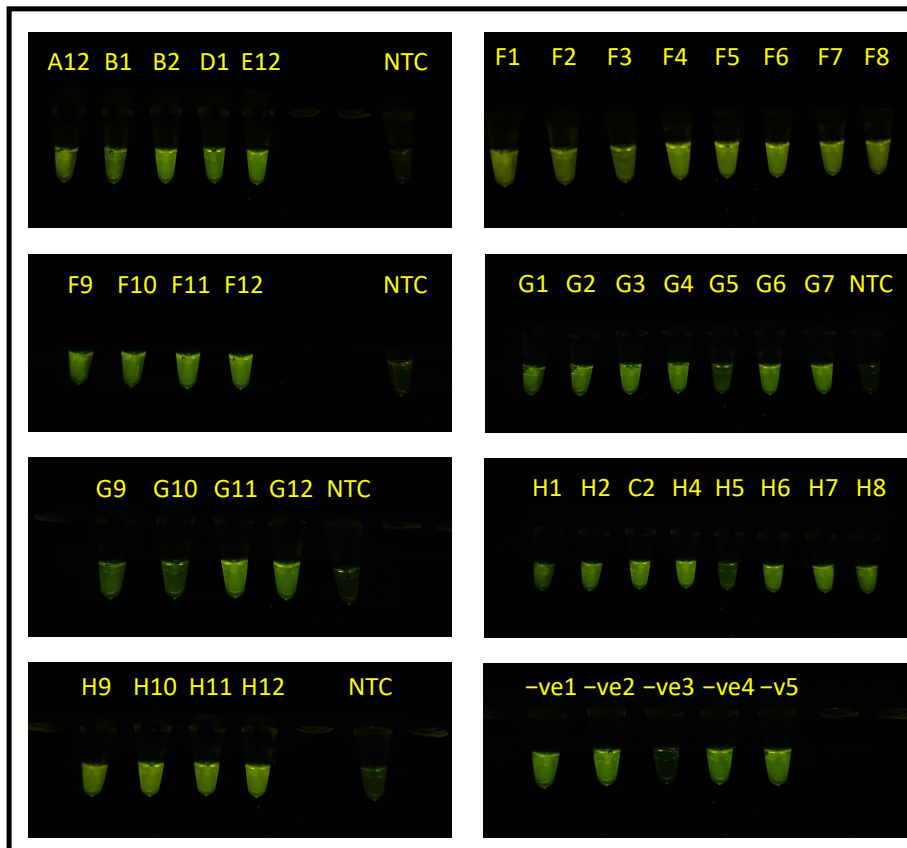 A12 B1 B2 D1 E12 NTC
F1 F2 F3 F4 F5 F6 F7 F8
F9 F10 F11 F12 NTC
G1 G2 G3 G4 G5 G6 G7 NTC
G9 G10 G11 G12 NTC
H1 H2 C2 H4 H5 H6 H7 H8
H9 H10 H11 H12 NTC
−ve1 −ve2 −ve3 −ve4 −v5